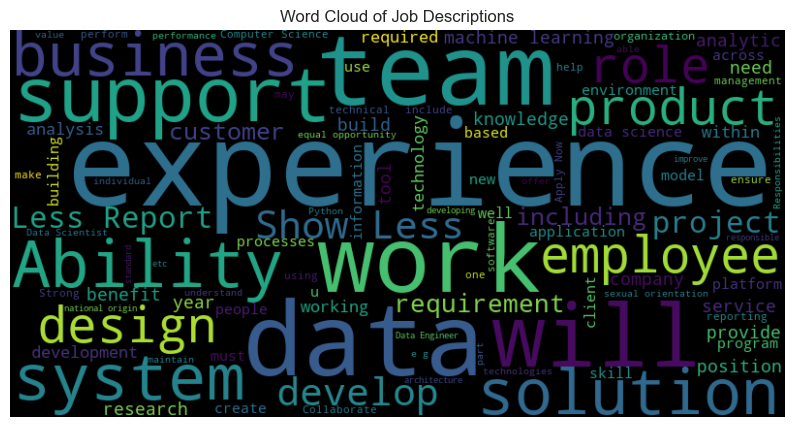 Word Cloud of Job Descriptions
value perform Computer Science required machine learning organization analytic
business performance team use able across role need
support may help environment management product
analysis customer technical include build knowledge data science within
equal opportunity based technology
experience
make building individual information tool new Apply Now model improve ensure Responsibilities
Less Report Python Show Less developing well including offer project
Data Scientist processes software application responsible
Ability standard etc using work one employee
Strong understand u company platform
benefit year requirement client sexual orientation service
national origin people working reporting
design Data Engineer will provide program
development maintain must data e g part skill position
system architecture technologies
research create develop Collaborate solution